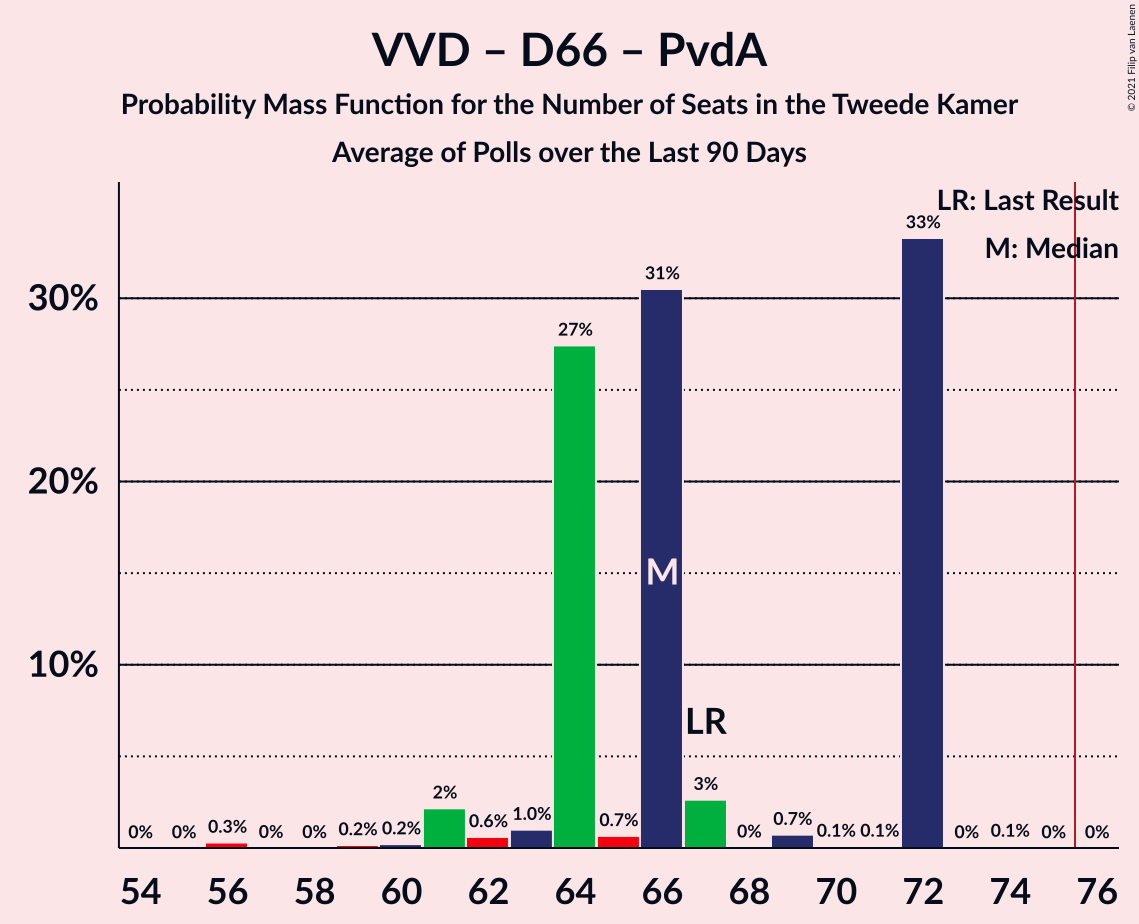 VVD – D66 – PvdA
Probability Mass Function for the Number of Seats in the Tweede Kamer
Average of Polls over the Last 90 Days
© 2021 Filip van Laenen
LR: Last Result
M: Median
30%
20%
10%
0%
0%
0.3%
0%
0%
0.2%
0.2%
2%
0.6%
1.0%
27%
0.7%
31%
M
LR
3%
0%
0.7%
0.1%
0.1%
33%
0%
0.1%
0%
0%
54 56 58 60 62 64 66 68 70 72 74 76